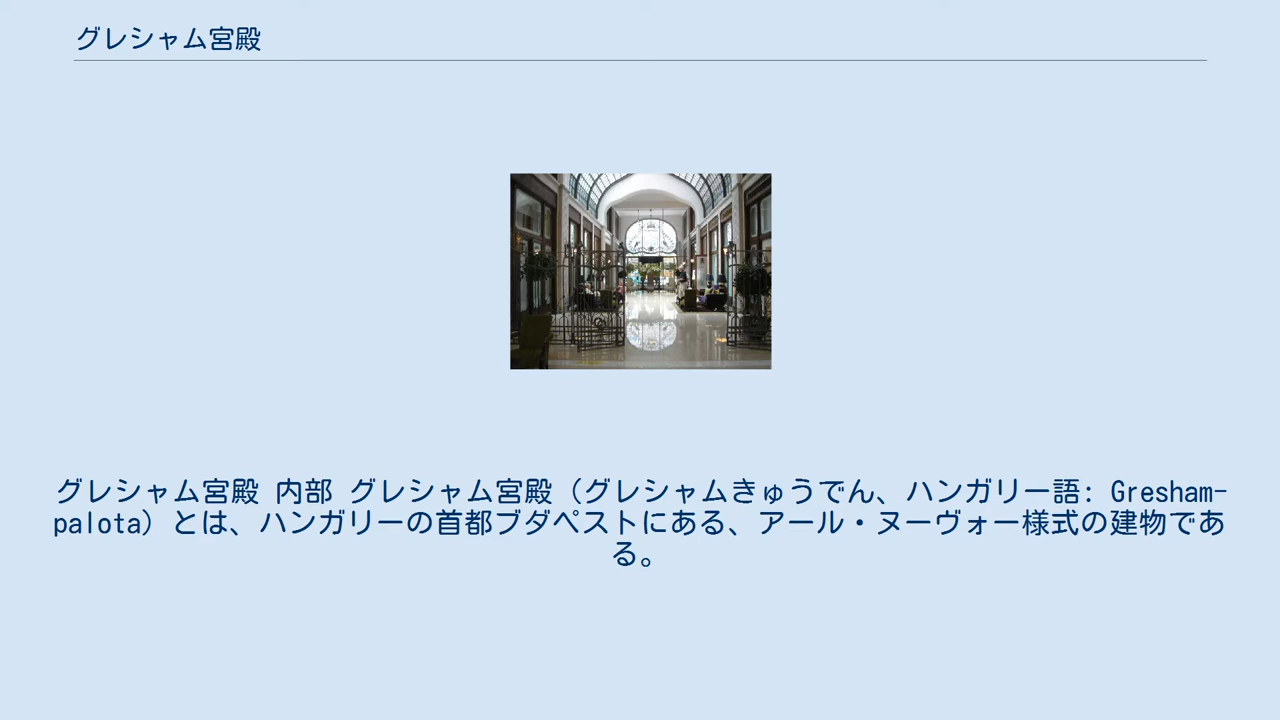 グレシャム宮殿
グレシャム宮殿 内部 グレシャム宮殿（グレシャムきゅうでん、ハンガリー語: Gresham-
palota）とは、ハンガリーの首都ブダペストにある、アール・ヌーヴォー様式の建物であ
る。